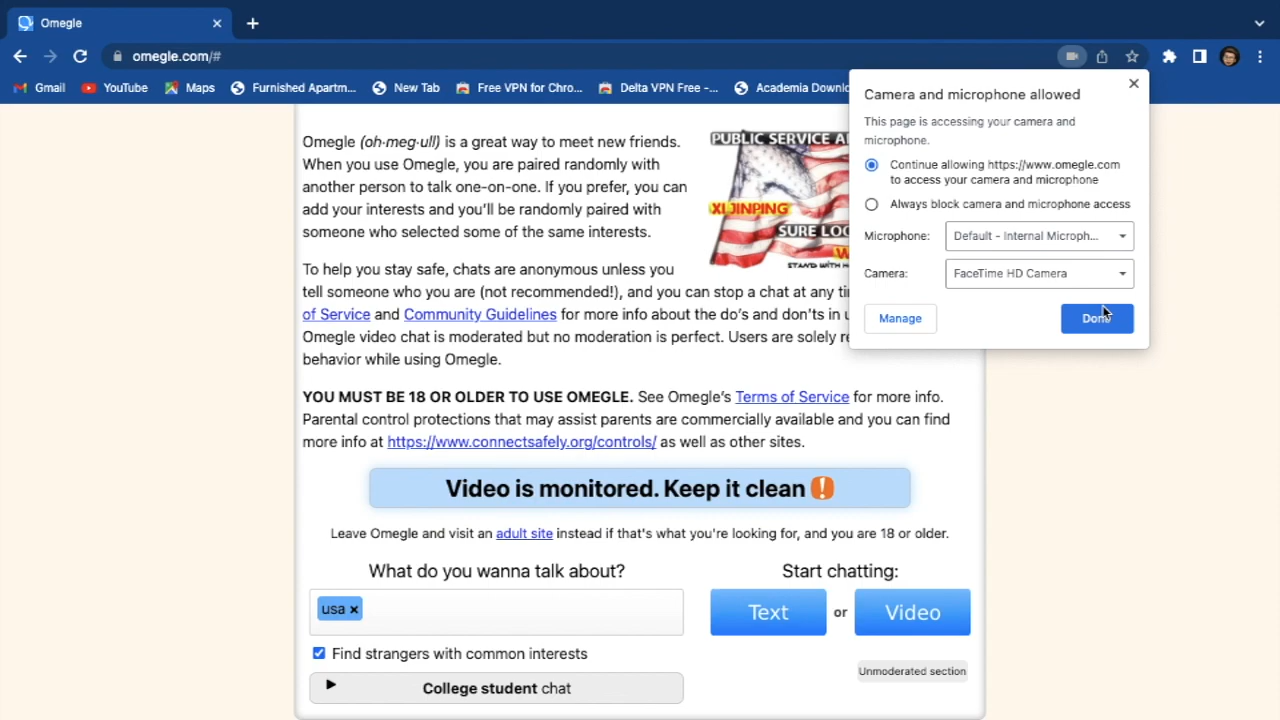 Omegle
omegle.com/#
Gmail YouTube Maps Furnished Apartm... New Tab Free VPN for Chro... Delta VPN Free -... Academia Downl
Omegle (oh·meg·ull) is a great way to meet new friends.
When you use Omegle, you are paired randomly with
another person to talk one-on-one. If you prefer, you can
add your interests and you'll be randomly paired with
someone who selected some of the same interests.
PUBLIC SERVICE A
XI JINPING
SURE LOO
STAND WITH H
To help you stay safe, chats are anonymous unless you
tell someone who you are (not recommended!), and you can stop a chat at any ti
of Service and Community Guidelines for more info about the do's and don'ts in u
Omegle video chat is moderated but no moderation is perfect. Users are solely re
behavior while using Omegle.
YOU MUST BE 18 OR OLDER TO USE OMEGLE. See Omegle's Terms of Service for more info.
Parental control protections that may assist parents are commercially available and you can find
more info at https://www.connectsafely.org/controls/ as well as other sites.
Video is monitored. Keep it clean
Leave Omegle and visit an adult site instead if that's what you're looking for, and you are 18 or older.
What do you wanna talk about?
usa ×
Find strangers with common interests
College student chat
Start chatting:
Text or Video
Unmoderated section
Camera and microphone allowed
This page is accessing your camera and
microphone.
Continue allowing https://www.omegle.com
to access your camera and microphone
Always block camera and microphone access
Microphone: Default - Internal Microph...
Camera: FaceTime HD Camera
Manage Done